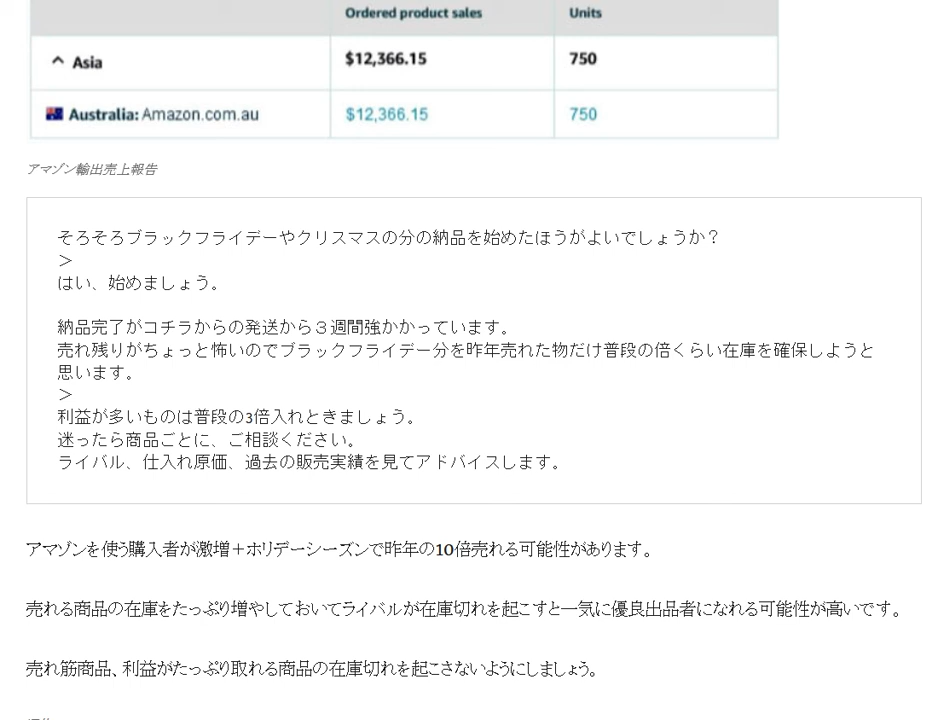 Ordered product sales Units
Asia $12,366.15 750
Australia: Amazon.com.au $12,366.15 750
アマゾン輸出売上報告
そろそろブラックフライデーやクリスマスの分の納品を始めたほうがよいでしょうか？
＞
はい、始めましょう。
納品完了がコチラからの発送から３週間強かかっています。
売れ残りがちょっと怖いのでブラックフライデー分を昨年売れた物だけ普段の倍くらい在庫を確保しようと
思います。
＞
利益が多いものは普段の3倍入れときましょう。
迷ったら商品ごとに、ご相談ください。
ライバル、仕入れ原価、過去の販売実績を見てアドバイスします。
アマゾンを使う購入者が激増＋ホリデーシーズンで昨年の10倍売れる可能性があります。
売れる商品の在庫をたっぷり増やしておいてライバルが在庫切れを起こすと一気に優良出品者になれる可能性が高いです。
売れ筋商品、利益がたっぷり取れる商品の在庫切れを起こさないようにしましょう。